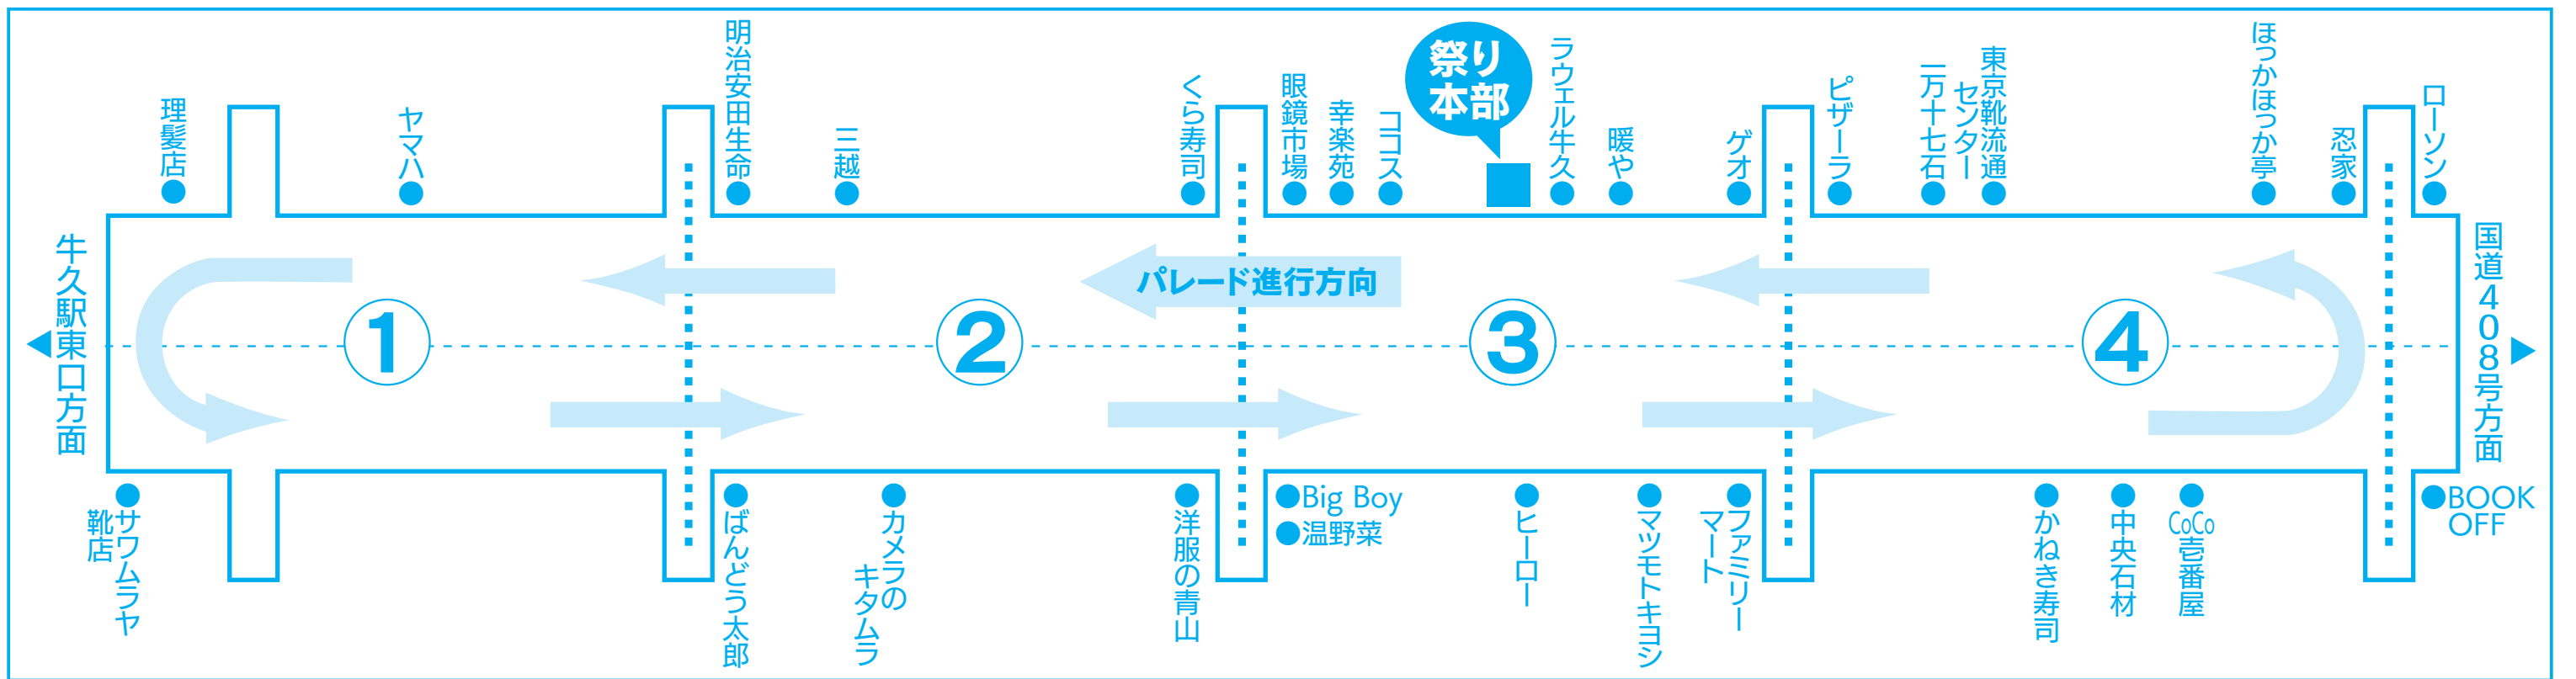 理髪店
ヤマハ
明治安田生命
三越
くら寿司
眼鏡市場
幸楽苑
ココス
祭り
本部
ラウェル牛久
暖や
ゲオ
ピザーラ
一万十七石
東京靴流通
センター
ほっかほっか亭
忍家
ローソン
牛久駅東口方面
パレード進行方向
国道408号方面
①
②
③
④
サワムラヤ
靴店
ばんどう太郎
カメラの
キタムラ
洋服の青山
Big Boy
温野菜
ヒーロー
マツモトキヨシ
ファミリー
マート
かねき寿司
中央石材
CoCo壱番屋
BOOK
OFF